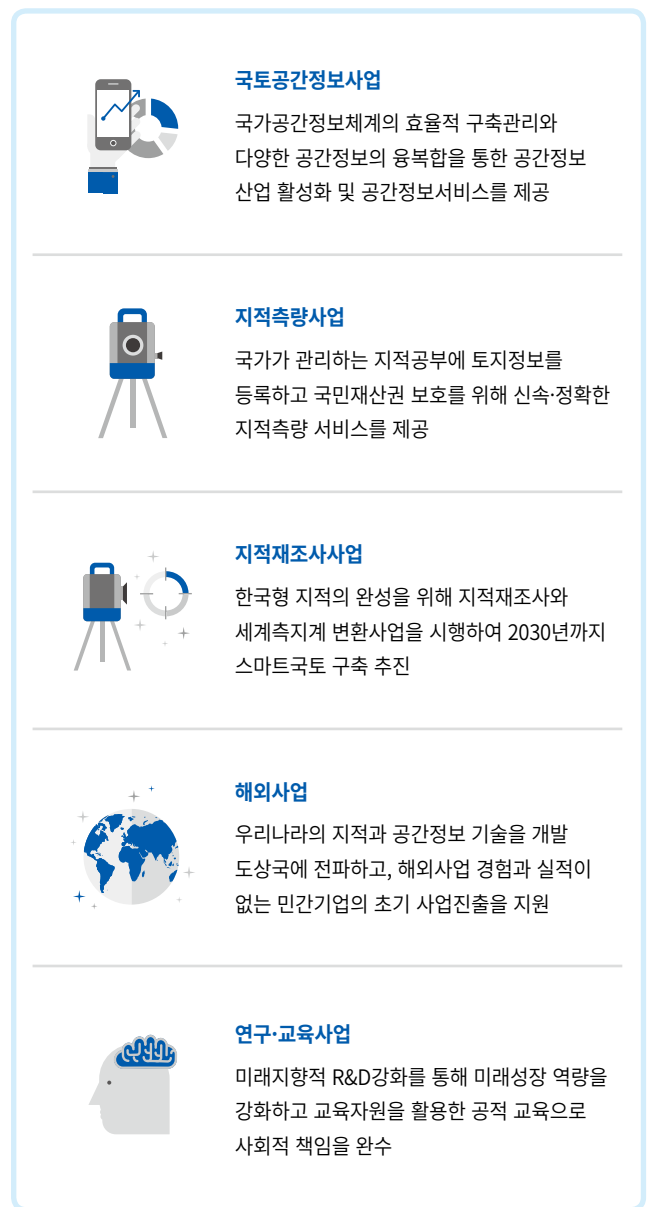 국토공간정보사업
국가공간정보체계의 효율적 구축관리와
다양한 공간정보의 융복합을 통한 공간정보
산업 활성화 및 공간정보서비스를 제공
지적측량사업
국가가 관리하는 지적공부에 토지정보를
등록하고 국민재산권 보호를 위해 신속·정확한
지적측량 서비스를 제공
지적재조사사업
한국형 지적의 완성을 위해 지적재조사와
세계측지계 변환사업을 시행하여 2030년까지
스마트국토 구축 추진
해외사업
우리나라의 지적과 공간정보 기술을 개발
도상국에 전파하고, 해외사업 경험과 실적이
없는 민간기업의 초기 사업진출을 지원
연구·교육사업
미래지향적 R&D강화를 통해 미래성장 역량을
강화하고 교육자원을 활용한 공적 교육으로
사회적 책임을 완수